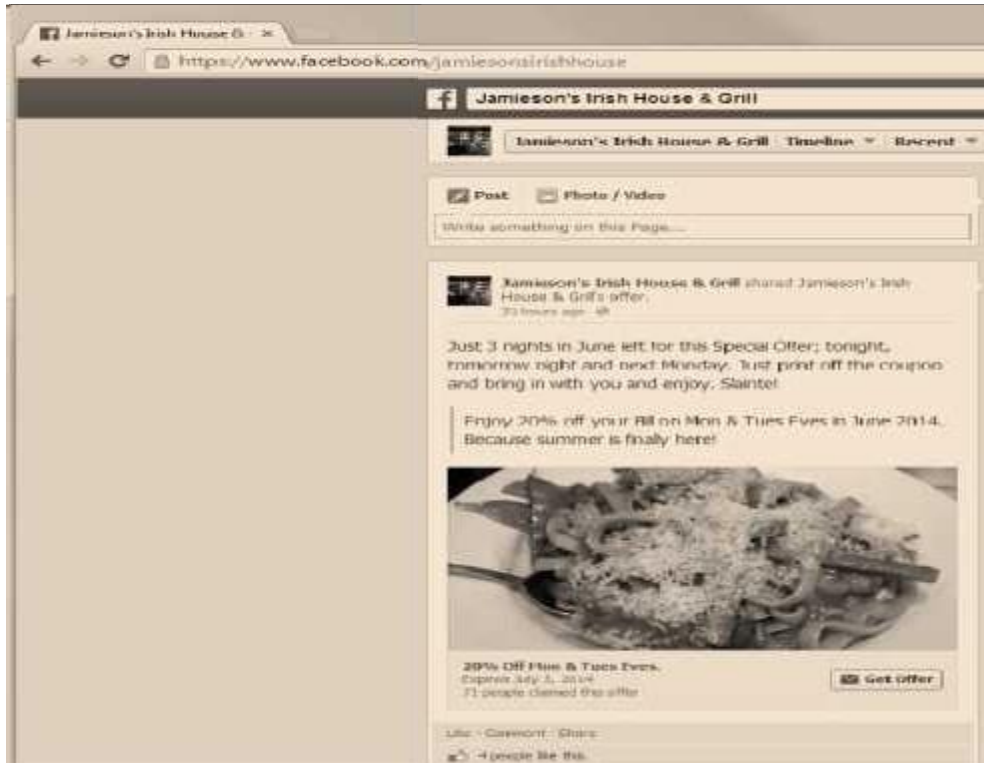 Jamieson's Irish House G
https://www.facebook.com/jamiesonsirishhouse
Jamieson's Irish House & Grill
Jamieson's Irish House & Grill Timeline Recent
Post Photo / Video
Write something on this Page...
Jamieson's Irish House & Grill shared Jamieson's Irish
House & Grill's offer.
hours ago
Just 3 nights in June left for this Special Offer; tonight,
tomorrow night and next Monday. Just print off the coupon
and bring in with you and enjoy. Slainte!
Enjoy 20% off your Bill on Mon & Tues Eves in June 2014.
Because summer is finally here!
20% Off Mon & Tues Eves.
Expires July 2014
71 people claimed this offer
Get Offer
Like · Comment · Share
4 people like this.